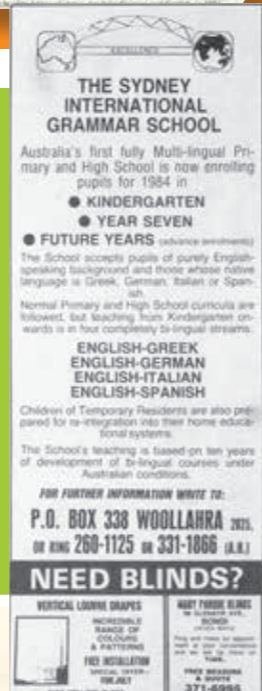 EXCELLENCE
THE SYDNEY
INTERNATIONAL
GRAMMAR SCHOOL
Australia's first fully Multi-lingual Pri-
mary and High School is now enrolling
pupils for 1984 in
● KINDERGARTEN
● YEAR SEVEN
● FUTURE YEARS (advance enrolments)
The School accepts pupils of purely English-
speaking background and those whose native
language is Greek, German, Italian or Span-
ish.
Normal Primary and High School curricula are
followed, but teaching from Kindergarten on-
wards is in four completely bi-lingual streams.
ENGLISH-GREEK
ENGLISH-GERMAN
ENGLISH-ITALIAN
ENGLISH-SPANISH
Children of Temporary Residents are also pre-
pared for re-integration into their home educa-
tional systems.
The School's teaching is based on ten years
of development of bi-lingual courses under
Australian conditions.
FOR FURTHER INFORMATION WRITE TO:
P.O. BOX 338 WOOLLAHRA 2025,
OR RING 260-1125 OR 331-1866 (A.H.)
NEED BLINDS?
VERTICAL LOUVRE DRAPES
INCREDIBLE
RANGE OF
COLOURS
& PATTERNS
FREE INSTALLATION
SPECIAL OFFER
FOR JULY
BLINDS
BONDI
FREE MEASURE
& QUOTE
371-6986